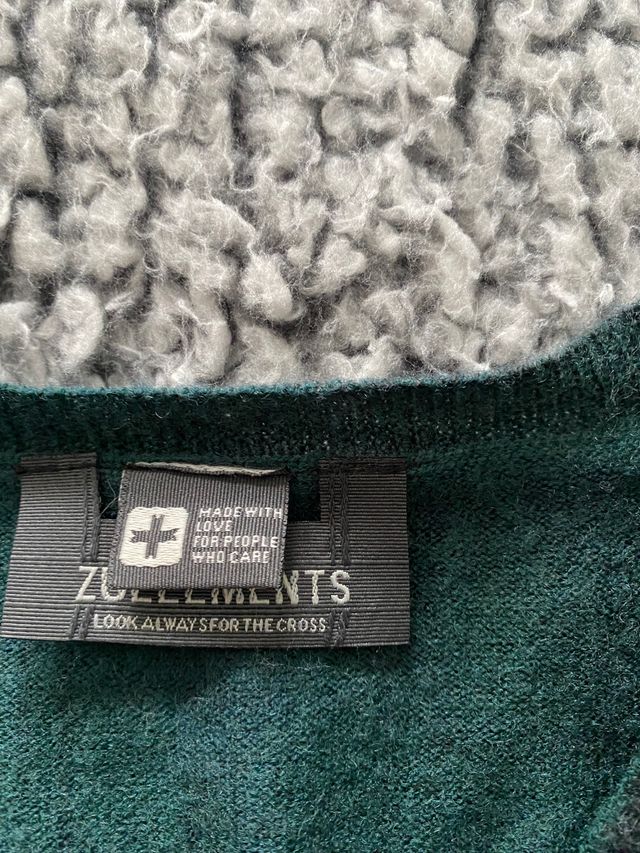 MADE WITH
LOVE
FOR PEOPLE
WHO CARE
LOOK ALWAYS FOR THE CROSS